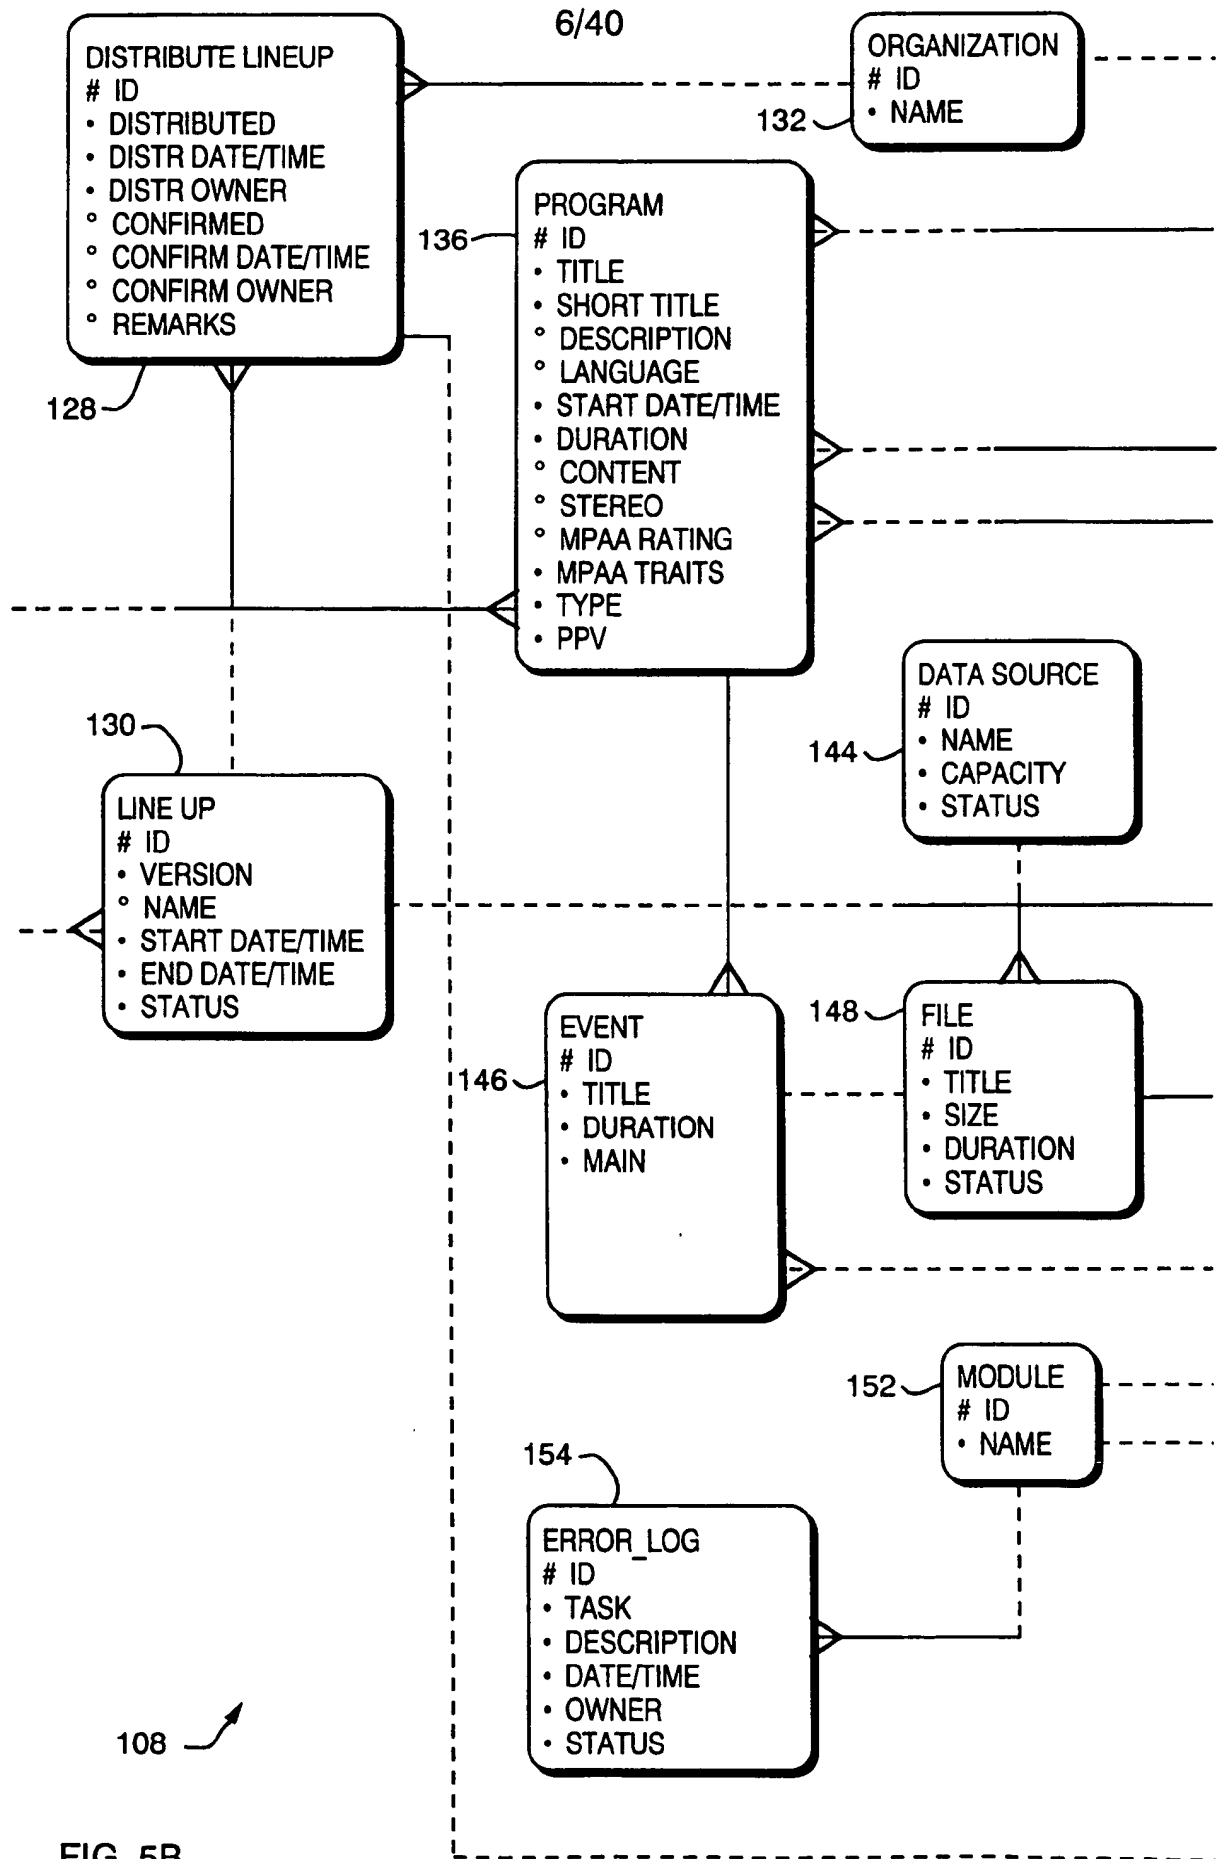 6/40
DISTRIBUTE LINEUP
# ID
• DISTRIBUTED
• DISTR DATE/TIME
• DISTR OWNER
° CONFIRMED
° CONFIRM DATE/TIME
° CONFIRM OWNER
° REMARKS
128
ORGANIZATION
# ID
• NAME
132
PROGRAM
# ID
• TITLE
• SHORT TITLE
° DESCRIPTION
° LANGUAGE
• START DATE/TIME
• DURATION
° CONTENT
° STEREO
° MPAA RATING
• MPAA TRAITS
• TYPE
• PPV
136
DATA SOURCE
# ID
• NAME
• CAPACITY
• STATUS
144
130
LINE UP
# ID
• VERSION
° NAME
• START DATE/TIME
• END DATE/TIME
• STATUS
EVENT
# ID
• TITLE
• DURATION
• MAIN
146
148
FILE
# ID
• TITLE
• SIZE
• DURATION
• STATUS
152
MODULE
# ID
• NAME
154
ERROR_LOG
# ID
• TASK
• DESCRIPTION
• DATE/TIME
• OWNER
• STATUS
108
FIG. 5B